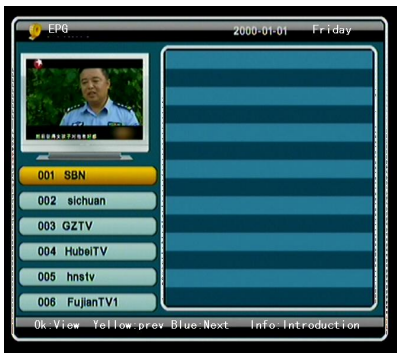 EPG 2000-01-01 Friday
001 SBN
002 sichuan
003 GZTV
004 HubeiTV
005 hnstv
006 FujianTV1
Ok:View Yellow:prev Blue:Next Info:Introduction